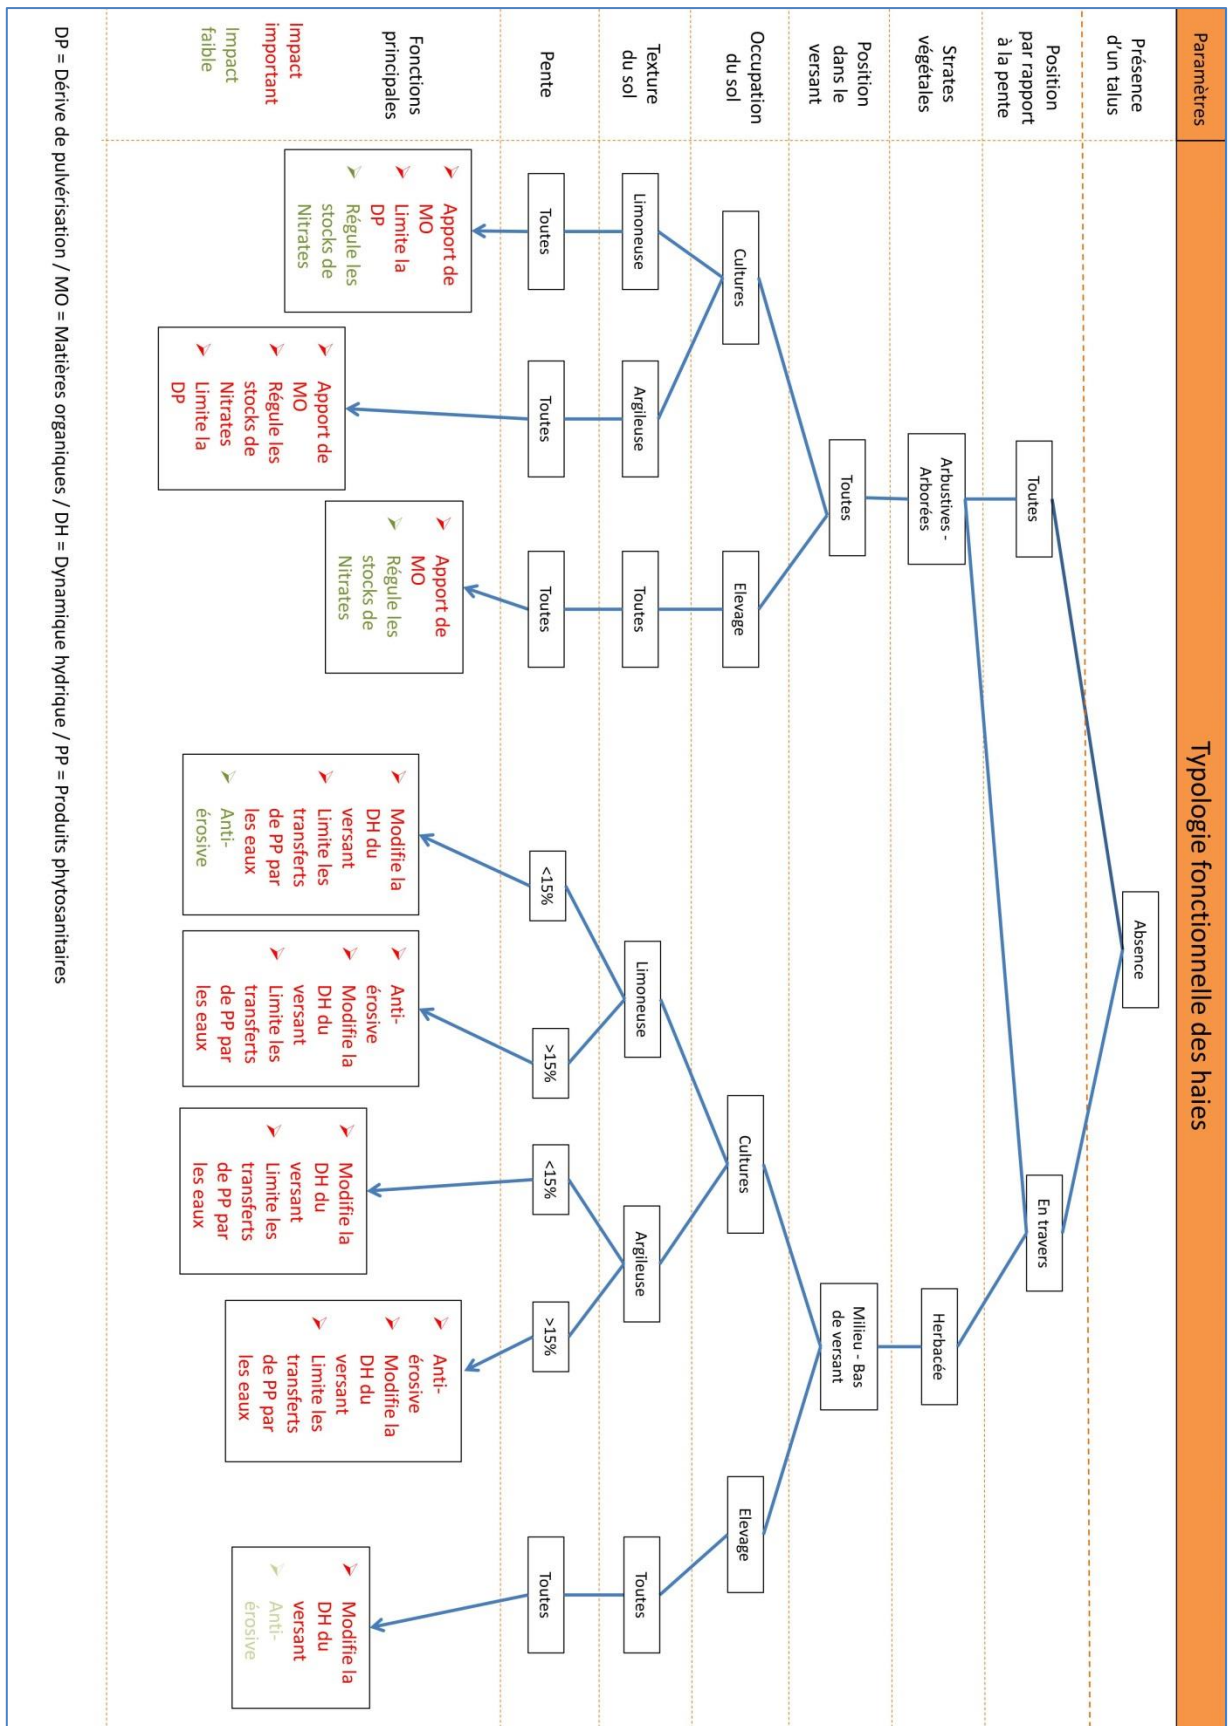 Paramètres
Typologie fonctionnelle des haies
Présence
d'un talus
Absence
Position
par rapport
à la pente
Toutes
En travers
Strates
végétales
Arbustives -
Arborées
Herbacée
Position
dans le
versant
Toutes
Milieu - Bas
de versant
Occupation
du sol
Cultures
Elevage
Cultures
Elevage
Texture
du sol
Limoneuse
Argileuse
Toutes
Limoneuse
Argileuse
Toutes
Pente
Toutes
Toutes
Toutes
<15%
>15%
<15%
>15%
Toutes
Fonctions
principales
Impact
important
Impact
faible
Apport de
MO
Limite la
DP
Régule les
stocks de
Nitrates
Apport de
MO
Régule les
stocks de
Nitrates
Limite la
DP
Apport de
MO
Régule les
stocks de
Nitrates
Modifie la
DH du
versant
Limite les
transferts
de PP par
les eaux
Anti-
érosive
Anti-
érosive
Modifie la
DH du
versant
Limite les
transferts
de PP par
les eaux
Modifie la
DH du
versant
Limite les
transferts
de PP par
les eaux
Anti-
érosive
Modifie la
DH du
versant
Limite les
transferts
de PP par
les eaux
Modifie la
DH du
versant
Anti-
érosive
DP = Dérive de pulvérisation / MO = Matières organiques / DH = Dynamique hydrique / PP = Produits phytosanitaires